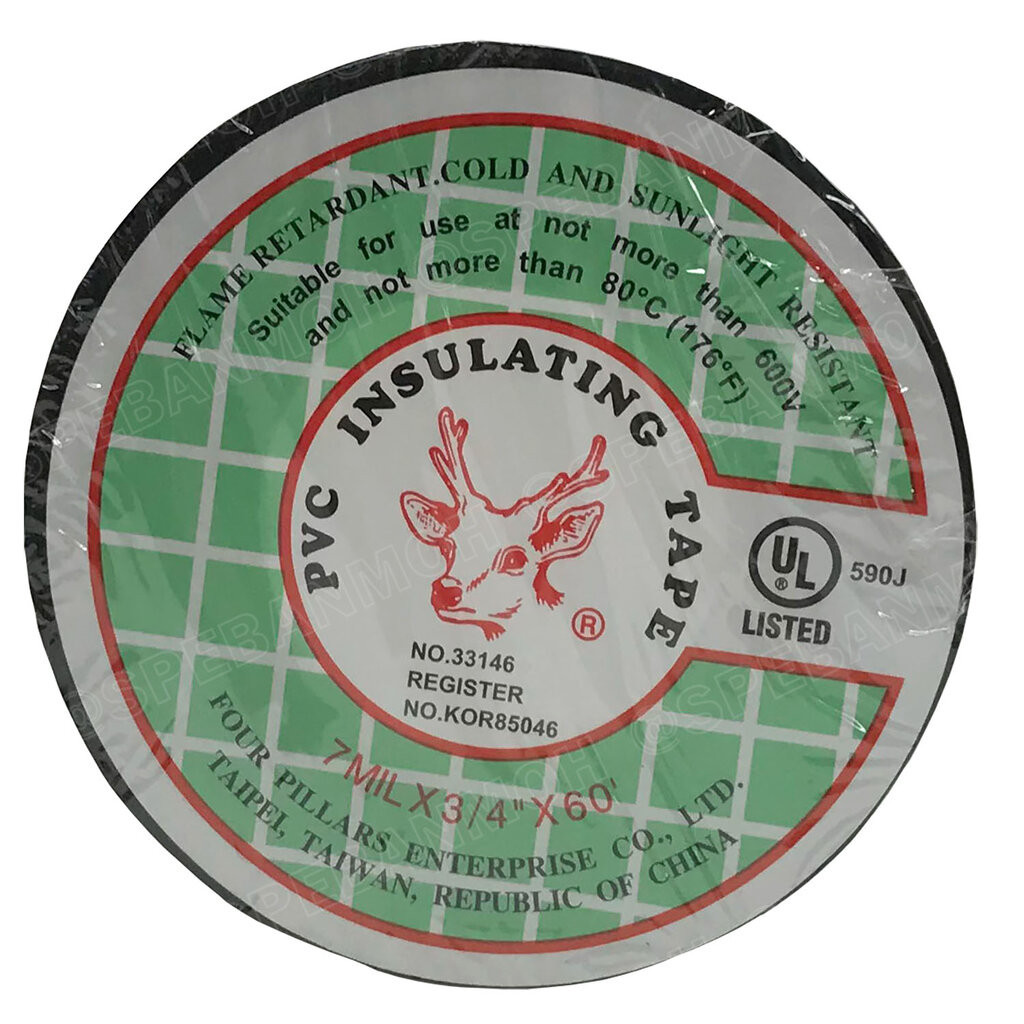 FLAME RETARDANT.COLD AND SUNLIGHT RESISTANT
Suitable for use at not more than 600V
and not more than 80°C (176°F)
PVC INSULATING TAPE
®
NO.33146
REGISTER
NO.KOR85046
UL
®
LISTED
590J
7MIL X 3/4" X 60'
FOUR PILLARS ENTERPRISE CO., LTD.
TAIPEI, TAIWAN, REPUBLIC OF CHINA